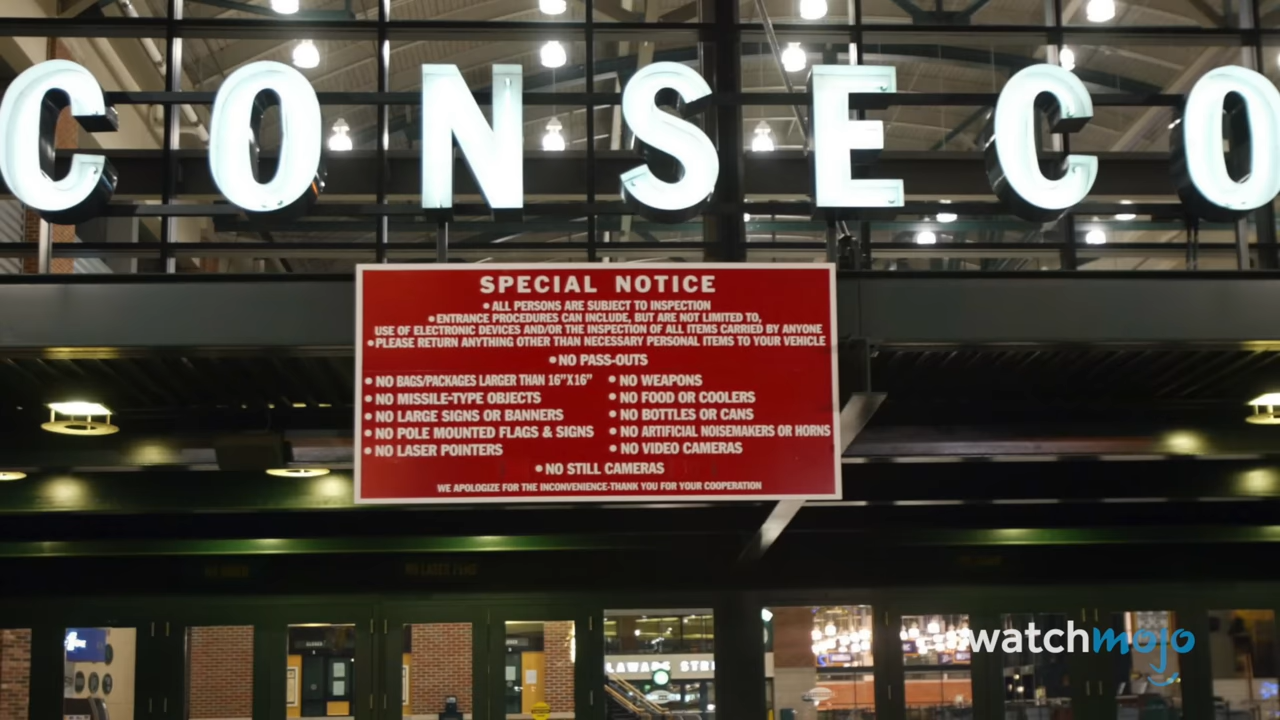 CONSECO
SPECIAL NOTICE
• ALL PERSONS ARE SUBJECT TO INSPECTION
• ENTRANCE PROCEDURES CAN INCLUDE, BUT ARE NOT LIMITED TO,
USE OF ELECTRONIC DEVICES AND/OR THE INSPECTION OF ALL ITEMS CARRIED BY ANYONE
• PLEASE RETURN ANYTHING OTHER THAN NECESSARY PERSONAL ITEMS TO YOUR VEHICLE
• NO PASS-OUTS
• NO BAGS/PACKAGES LARGER THAN 16"X16"
• NO MISSILE-TYPE OBJECTS
• NO LARGE SIGNS OR BANNERS
• NO POLE MOUNTED FLAGS & SIGNS
• NO LASER POINTERS
• NO WEAPONS
• NO FOOD OR COOLERS
• NO BOTTLES OR CANS
• NO ARTIFICIAL NOISEMAKERS OR HORNS
• NO VIDEO CAMERAS
• NO STILL CAMERAS
WE APOLOGIZE FOR THE INCONVENIENCE-THANK YOU FOR YOUR COOPERATION
watchmojo